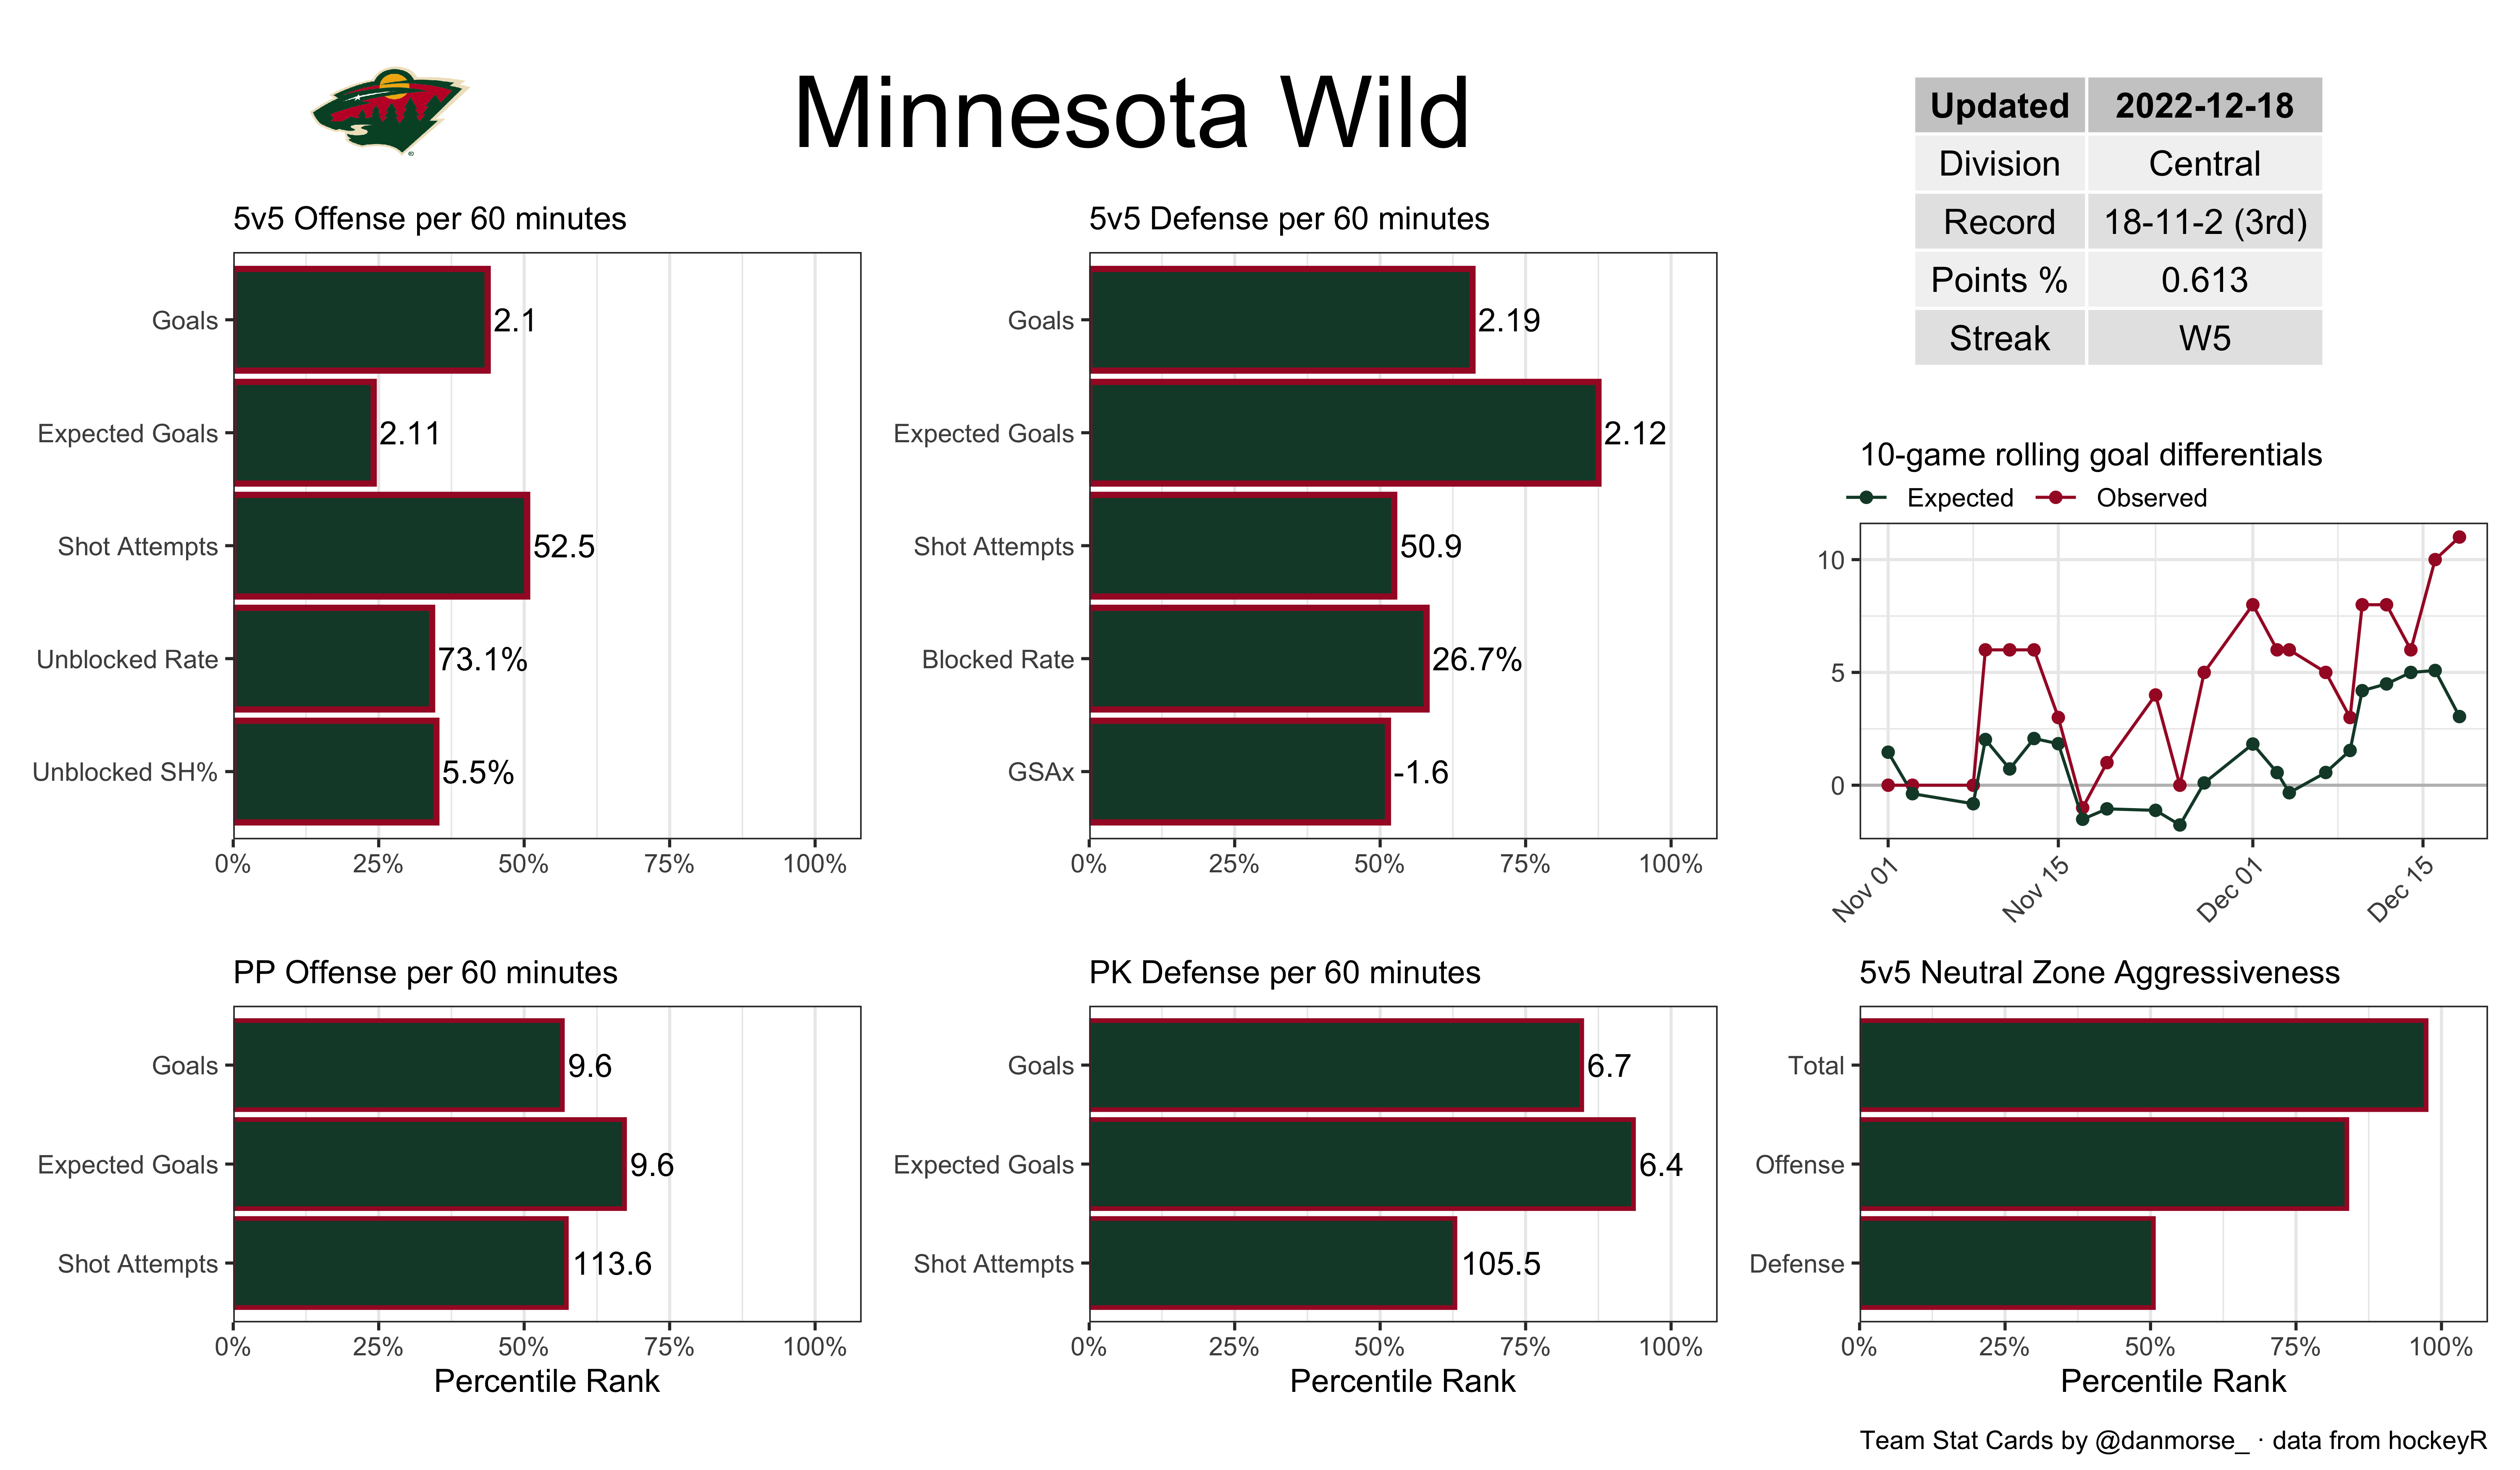 Minnesota Wild
Updated 2022-12-18
Division Central
Record 18-11-2 (3rd)
Points % 0.613
Streak W5
5v5 Offense per 60 minutes
Goals 2.1
Expected Goals 2.11
Shot Attempts 52.5
Unblocked Rate 73.1%
Unblocked SH% 5.5%
0% 25% 50% 75% 100%
5v5 Defense per 60 minutes
Goals 2.19
Expected Goals 2.12
Shot Attempts 50.9
Blocked Rate 26.7%
GSAx -1.6
0% 25% 50% 75% 100%
10-game rolling goal differentials
Expected Observed
10
5
0
Nov 01 Nov 15 Dec 01 Dec 15
PP Offense per 60 minutes
Goals 9.6
Expected Goals 9.6
Shot Attempts 113.6
0% 25% 50% 75% 100%
Percentile Rank
PK Defense per 60 minutes
Goals 6.7
Expected Goals 6.4
Shot Attempts 105.5
0% 25% 50% 75% 100%
Percentile Rank
5v5 Neutral Zone Aggressiveness
Total
Offense
Defense
0% 25% 50% 75% 100%
Percentile Rank
Team Stat Cards by @danmorse_ · data from hockeyR